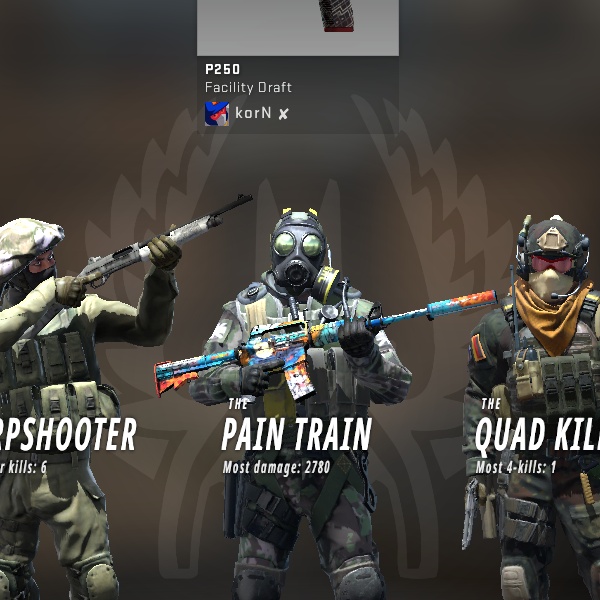 P250
Facility Draft
korN ✘
THE
THE
RPSHOOTER
PAIN TRAIN
QUAD KIL
r kills: 6
Most damage: 2780
Most 4-kills: 1